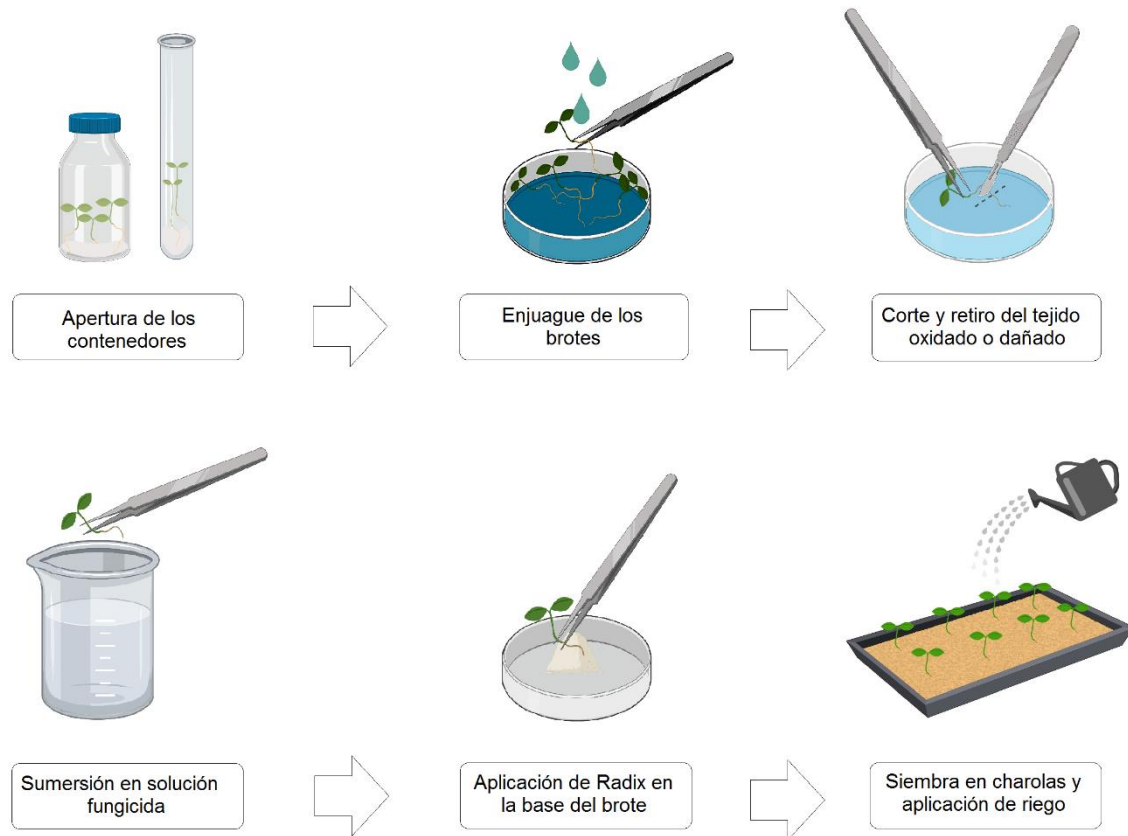 Apertura de los
contenedores
Enjuague de los
brotes
Corte y retiro del tejido
oxidado o dañado
Sumersión en solución
fungicida
Aplicación de Radix en
la base del brote
Siembra en charolas y
aplicación de riego